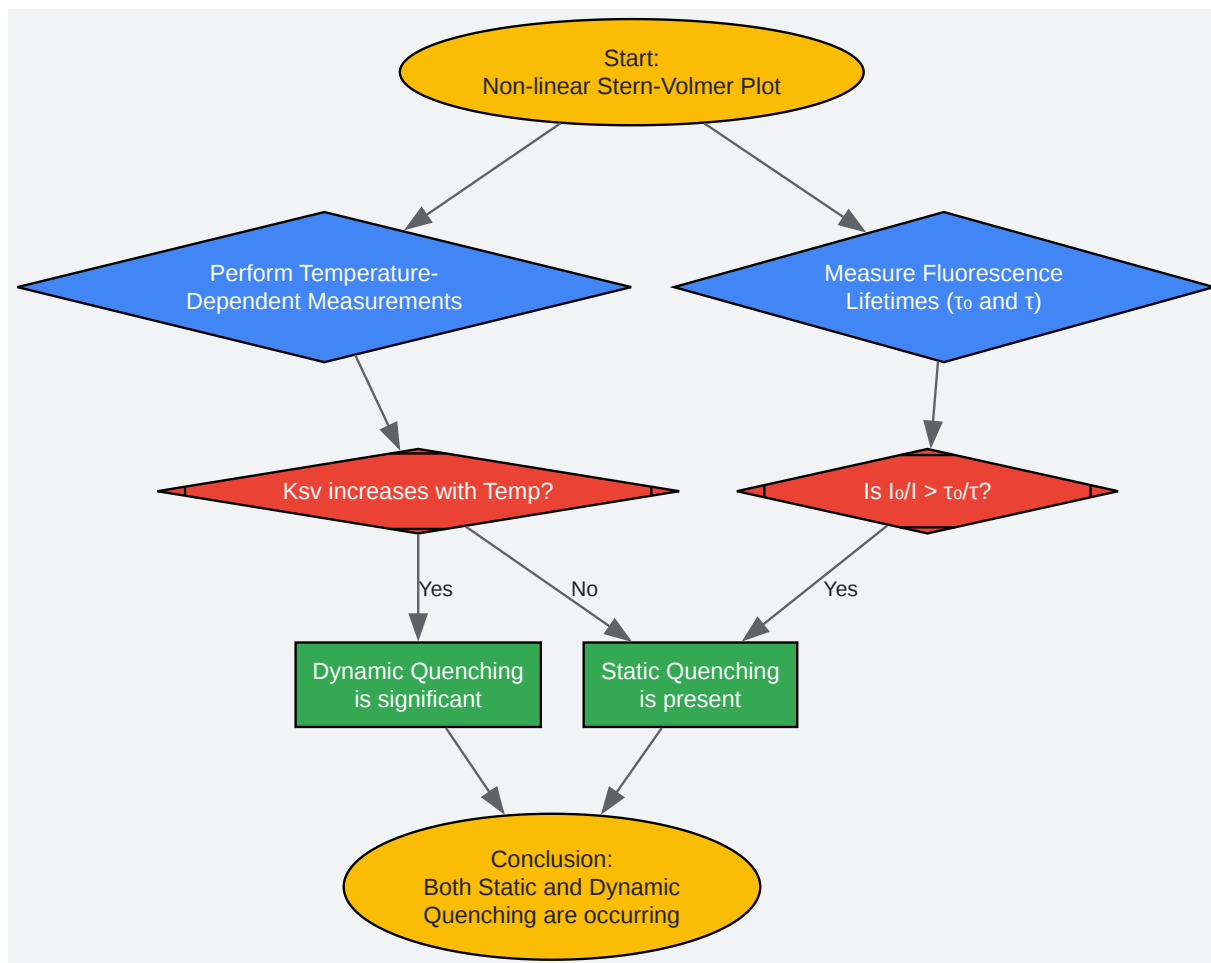 Start:
Non-linear Stern-Volmer Plot
Perform Temperature-
Dependent Measurements
Measure Fluorescence
Lifetimes (τ₀ and τ)
Ksv increases with Temp?
Is I₀/I > τ₀/τ?
Yes
No
Yes
Dynamic Quenching
is significant
Static Quenching
is present
Conclusion:
Both Static and Dynamic
Quenching are occurring